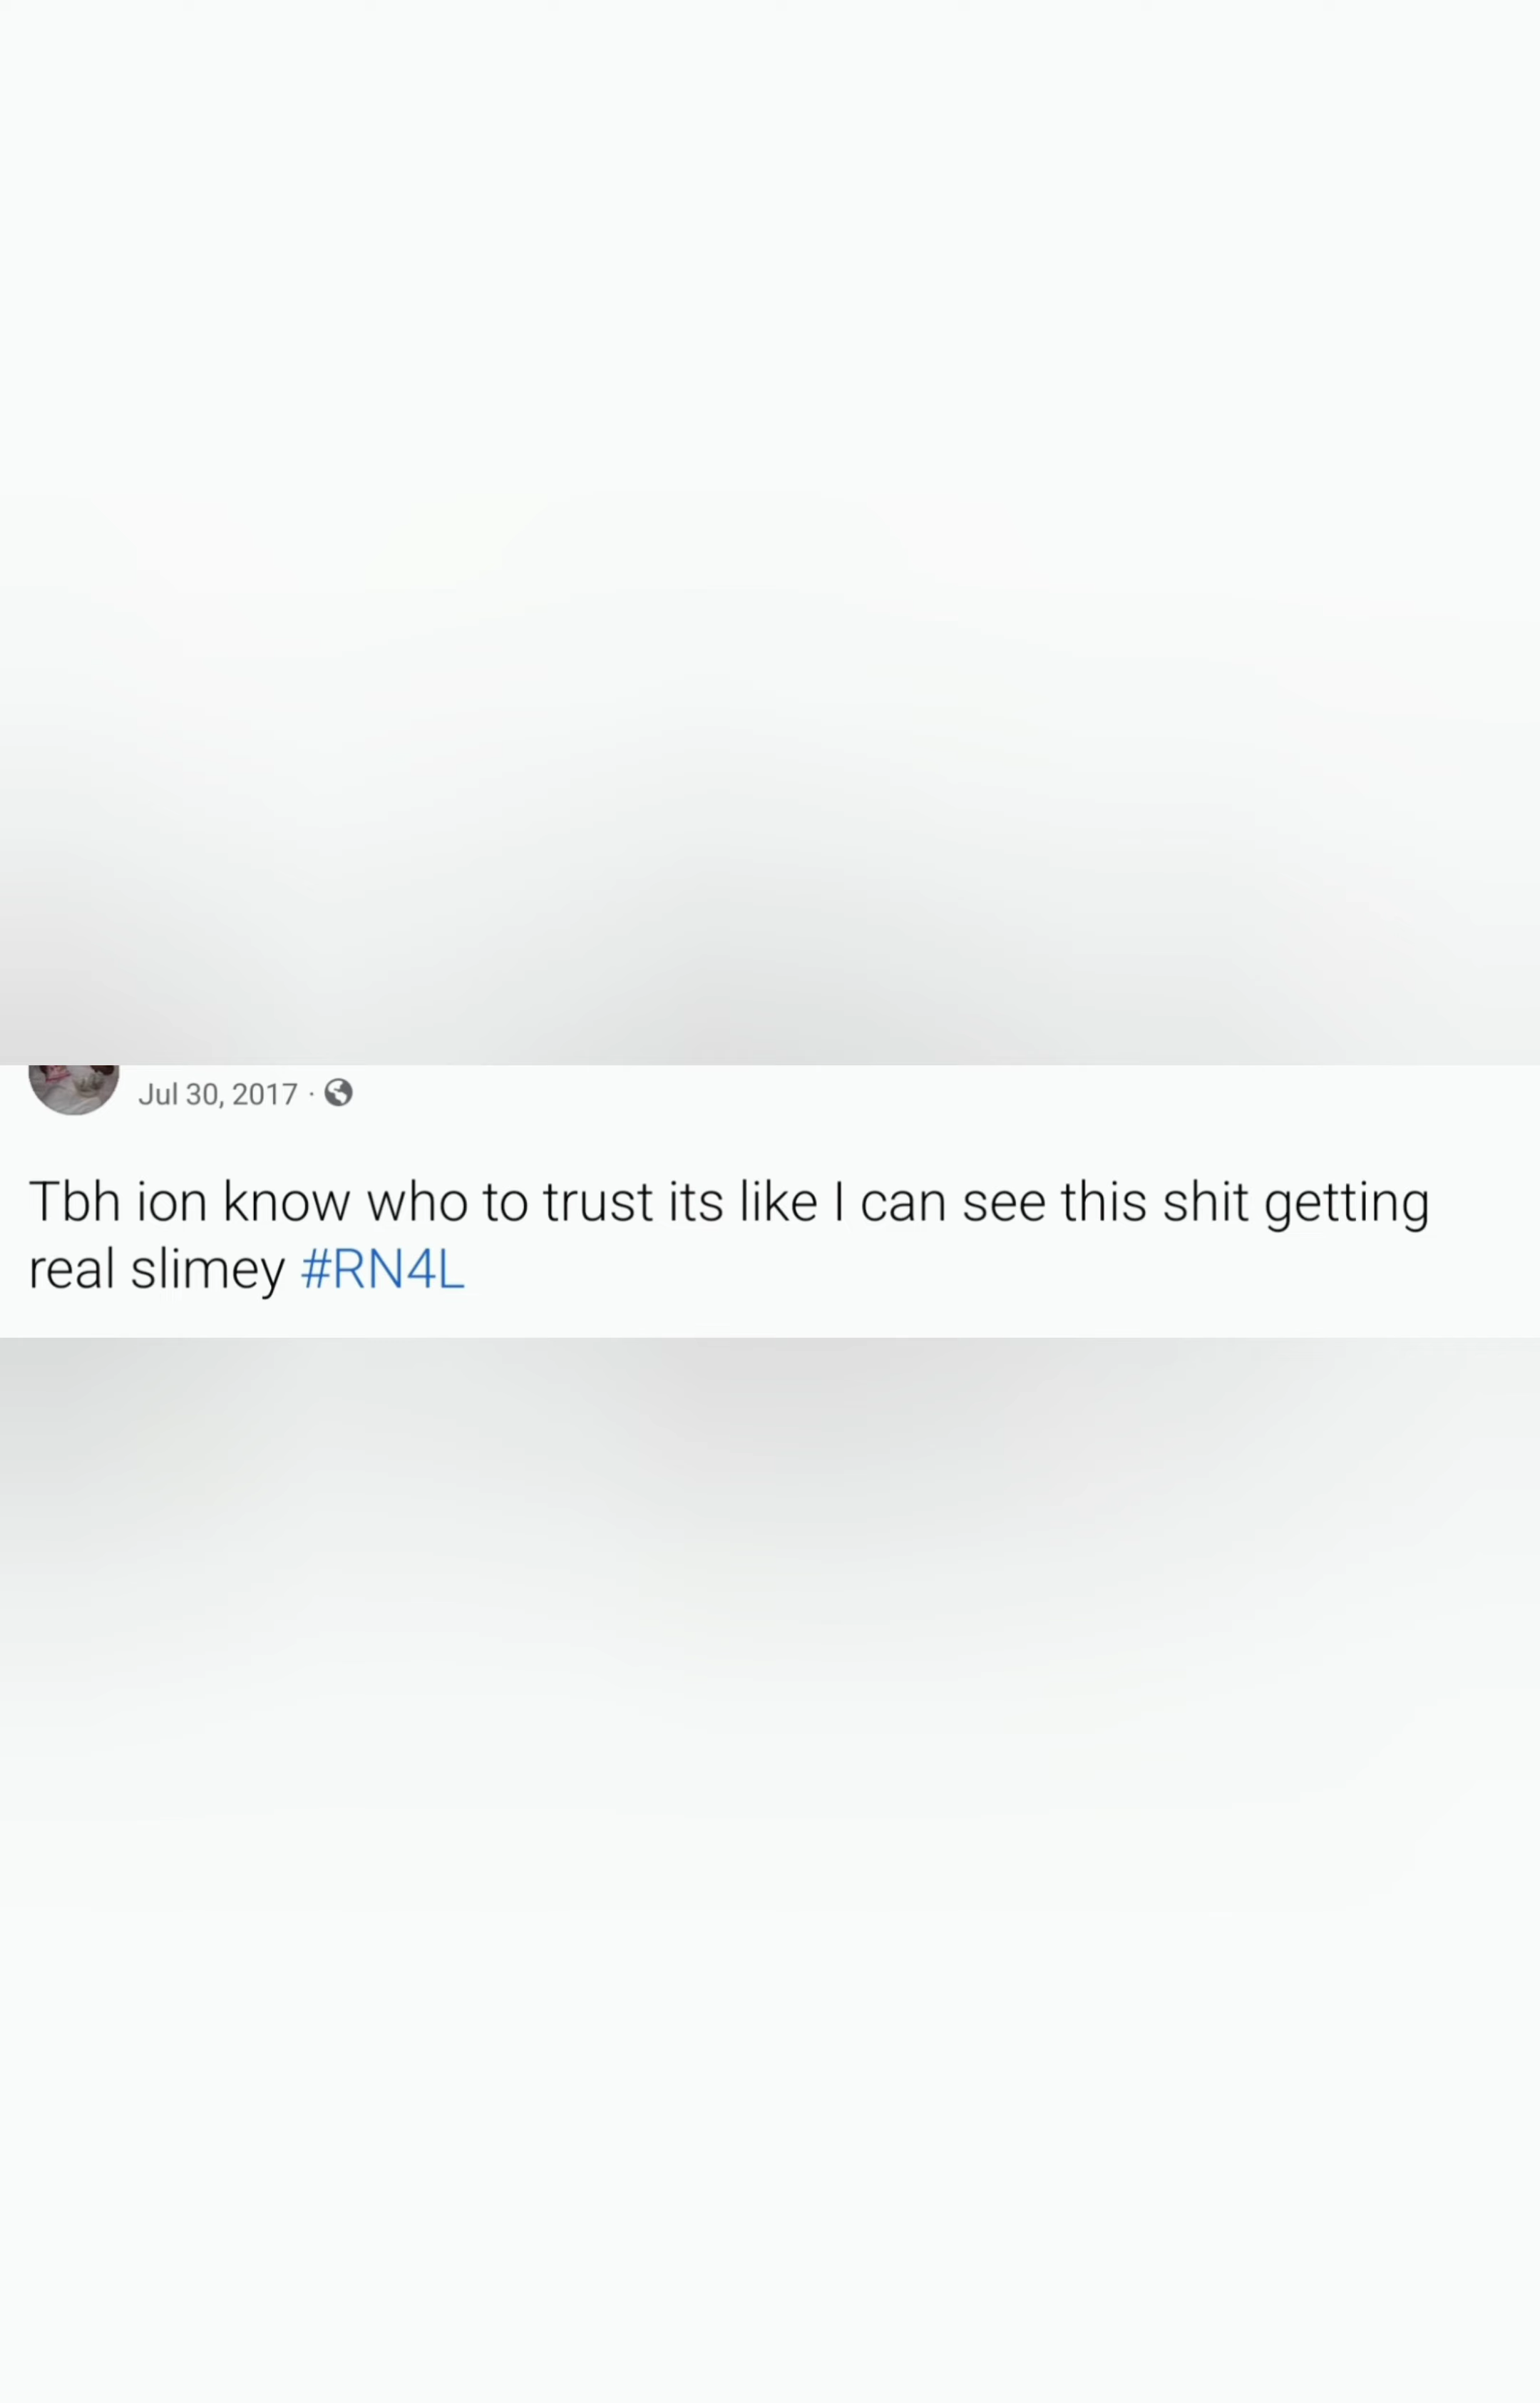 Jul 30, 2017 ·
Tbh ion know who to trust its like I can see this shit getting
real slimey #RN4L